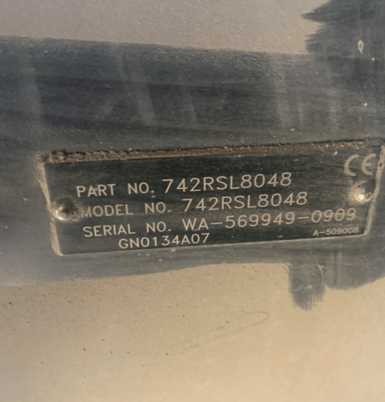 CE
PART NO. 742RSL8048
MODEL NO. 742RSL8048
SERIAL NO. WA-569949-0909
GN0134A07
A-509008